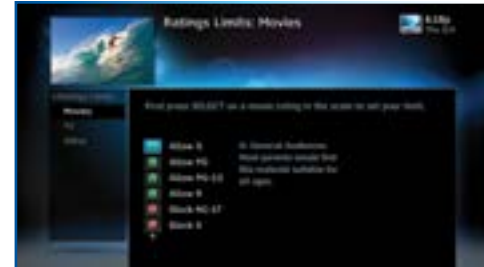 Ratings Limits: Movies
Movies
TV
First press SELECT on a movie rating in the scale to set your limit.
Allow G
Allow PG
Allow PG-13
Allow R
Block NC-17
Block X
G: General Audiences
Most parents would find
this material suitable for
all ages.